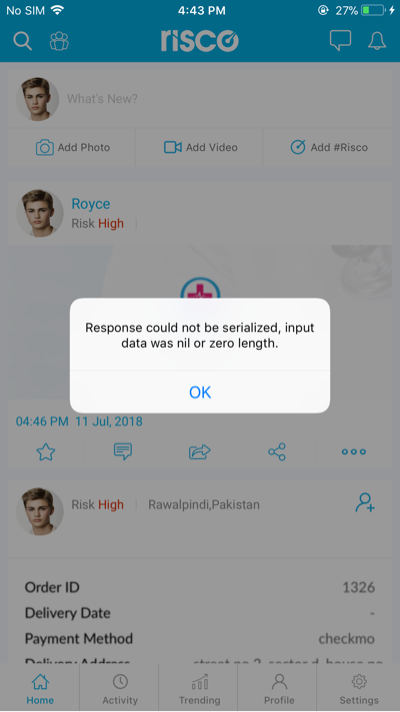 No SIM 4:43 PM 27%
risco
What's New?
Add Photo Add Video Add #Risco
Royce
Risk High
Response could not be serialized, input
data was nil or zero length.
OK
04:46 PM 11 Jul, 2018
Risk High Rawalpindi,Pakistan
Order ID 1326
Delivery Date -
Payment Method checkmo
Delivery Address
Home Activity Trending Profile Settings